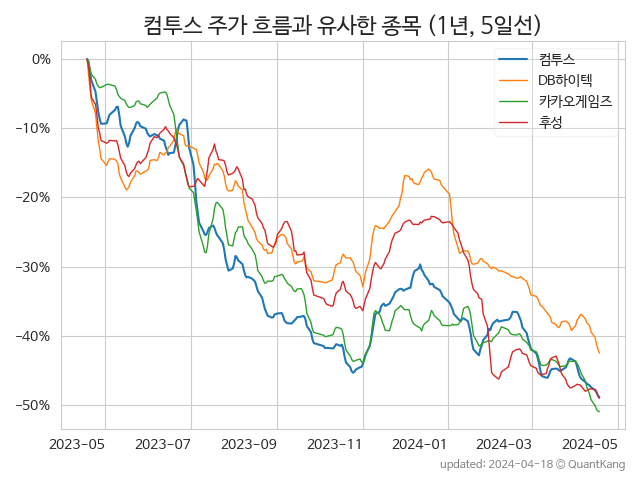 컴투스 주가 흐름과 유사한 종목 (1년, 5일선)
컴투스
DB하이텍
카카오게임즈
후성
0%
-10%
-20%
-30%
-40%
-50%
2023-05
2023-07
2023-09
2023-11
2024-01
2024-03
2024-05
updated: 2024-04-18 © QuantKang